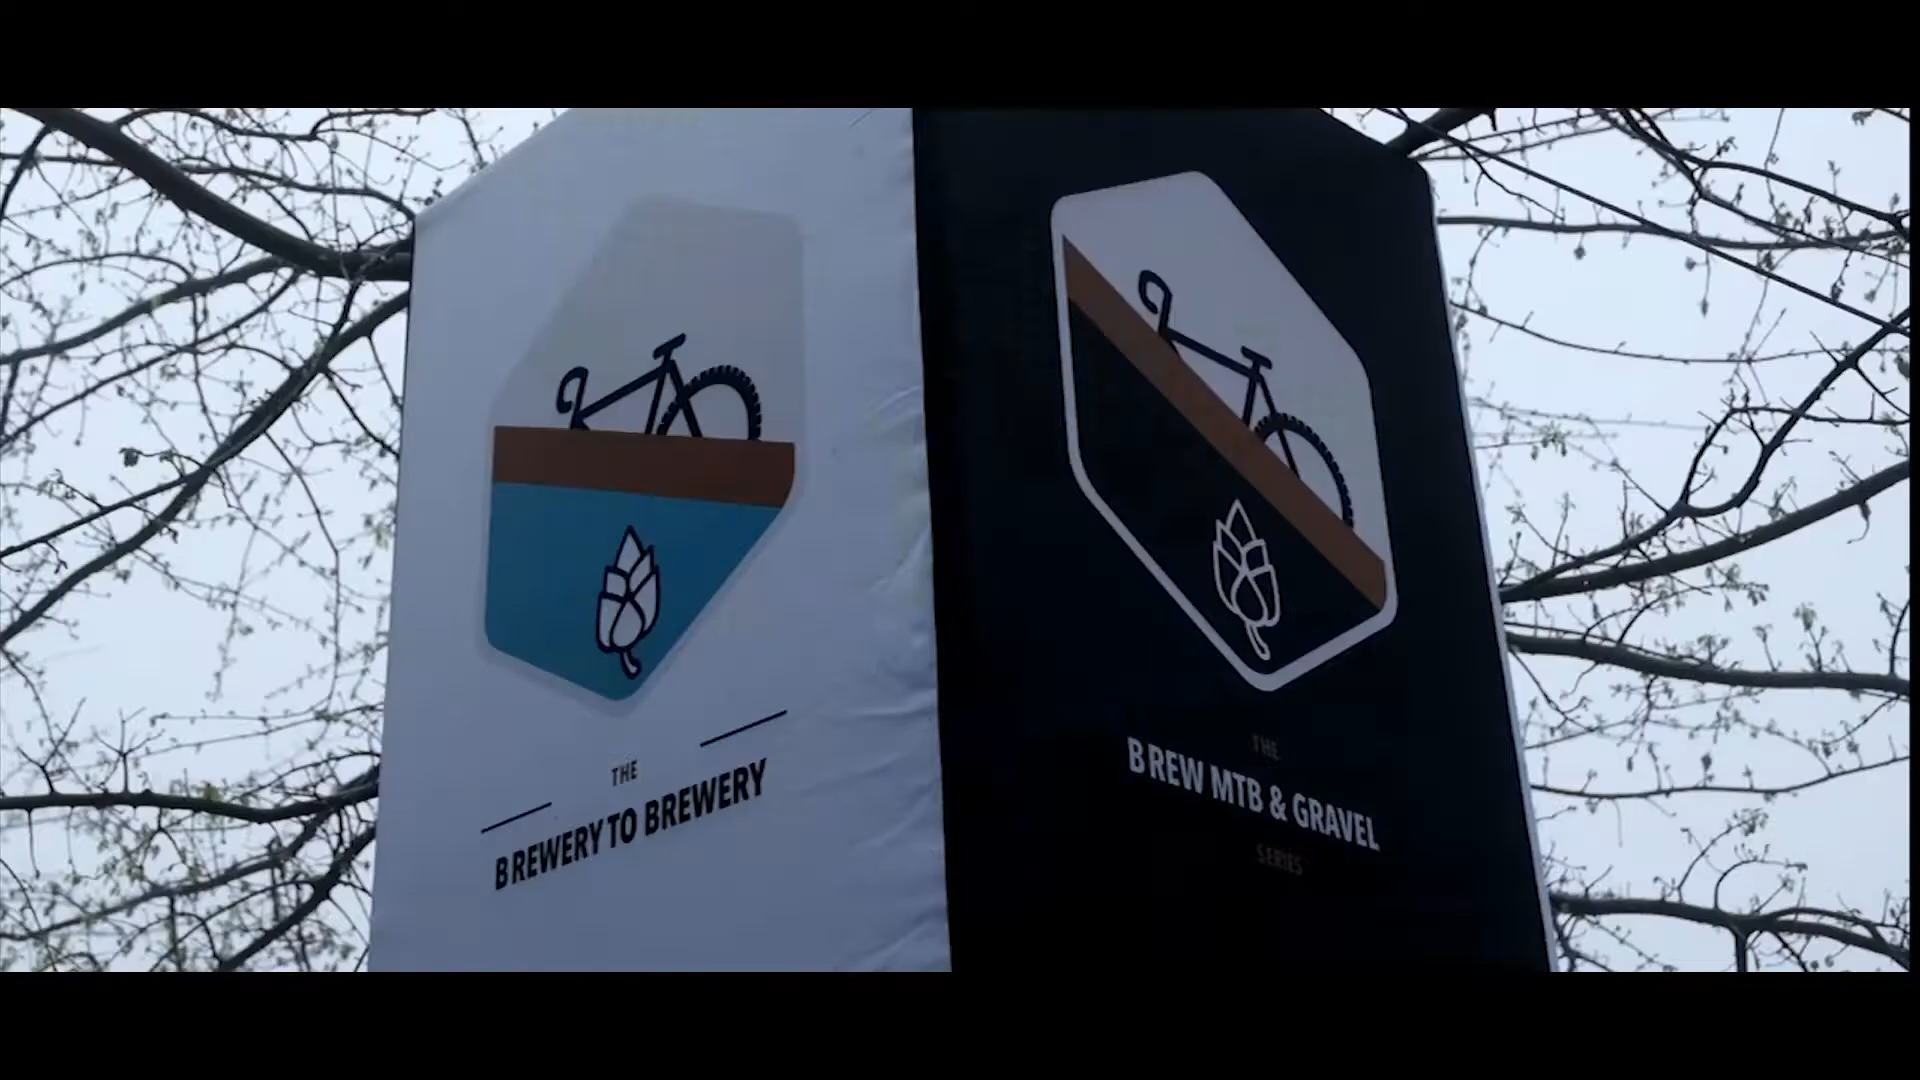 THE
BREWERY TO BREWERY
THE
BREW MTB & GRAVEL
SERIES